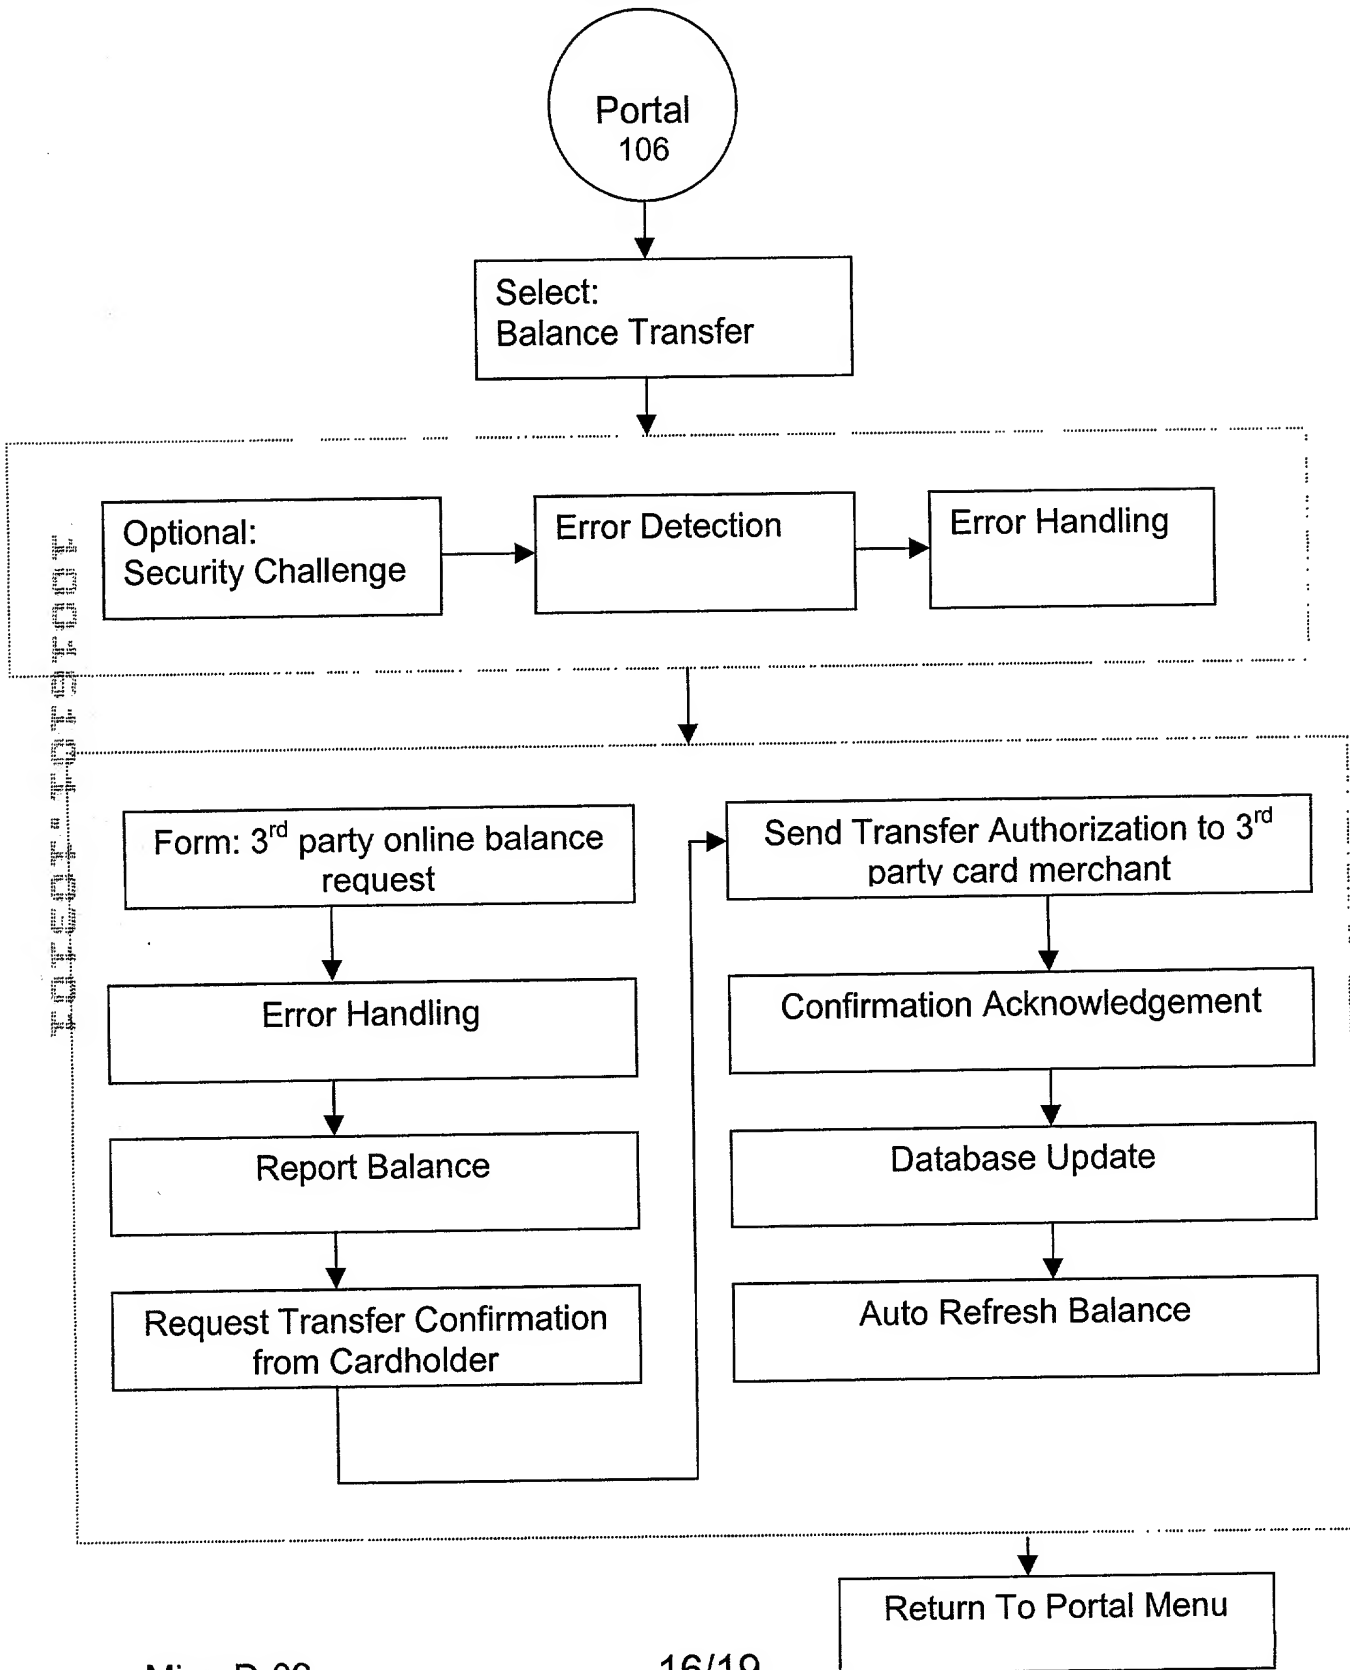 Portal
106
Select:
Balance Transfer
Optional:
Security Challenge
Error Detection
Error Handling
Form: 3rd party online balance
request
Error Handling
Report Balance
Request Transfer Confirmation
from Cardholder
Send Transfer Authorization to 3rd
party card merchant
Confirmation Acknowledgement
Database Update
Auto Refresh Balance
Return To Portal Menu
16/19